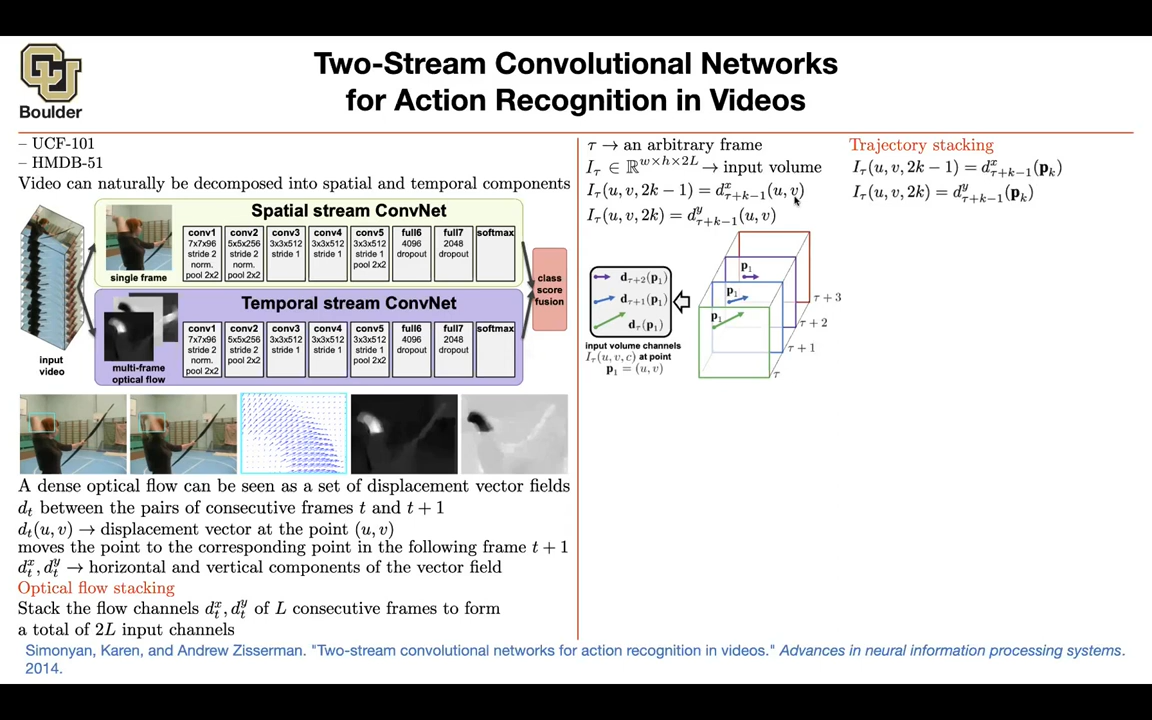 Boulder
Two-Stream Convolutional Networks
for Action Recognition in Videos
– UCF-101
– HMDB-51
Video can naturally be decomposed into spatial and temporal components
Spatial stream ConvNet
single frame
conv1
7x7x96
stride 2
norm.
pool 2x2
conv2
5x5x256
stride 2
norm.
pool 2x2
conv3
3x3x512
stride 1
conv4
3x3x512
stride 1
conv5
3x3x512
stride 1
pool 2x2
full6
4096
dropout
full7
2048
dropout
softmax
Temporal stream ConvNet
input
video
multi-frame
optical flow
conv1
7x7x96
stride 2
norm.
pool 2x2
conv2
5x5x256
stride 2
pool 2x2
conv3
3x3x512
stride 1
conv4
3x3x512
stride 1
conv5
3x3x512
stride 1
pool 2x2
full6
4096
dropout
full7
2048
dropout
softmax
class
score
fusion
A dense optical flow can be seen as a set of displacement vector fields
d_t between the pairs of consecutive frames t and t + 1
d_t(u, v) → displacement vector at the point (u, v)
moves the point to the corresponding point in the following frame t + 1
d_t^x, d_t^y → horizontal and vertical components of the vector field
Optical flow stacking
Stack the flow channels d_t^x, d_t^y of L consecutive frames to form
a total of 2L input channels
τ → an arbitrary frame
I_τ ∈ ℝ^{w×h×2L} → input volume
I_τ(u, v, 2k − 1) = d^x_{τ+k−1}(u, v)
I_τ(u, v, 2k) = d^y_{τ+k−1}(u, v)
d_{τ+2}(p_1)
d_{τ+1}(p_1)
d_τ(p_1)
input volume channels
I_τ(u, v, c) at point
p_1 = (u, v)
p_1
p_1
p_1
τ + 3
τ + 2
τ + 1
τ
Trajectory stacking
I_τ(u, v, 2k − 1) = d^x_{τ+k−1}(p_k)
I_τ(u, v, 2k) = d^y_{τ+k−1}(p_k)
Simonyan, Karen, and Andrew Zisserman. "Two-stream convolutional networks for action recognition in videos." Advances in neural information processing systems.
2014.